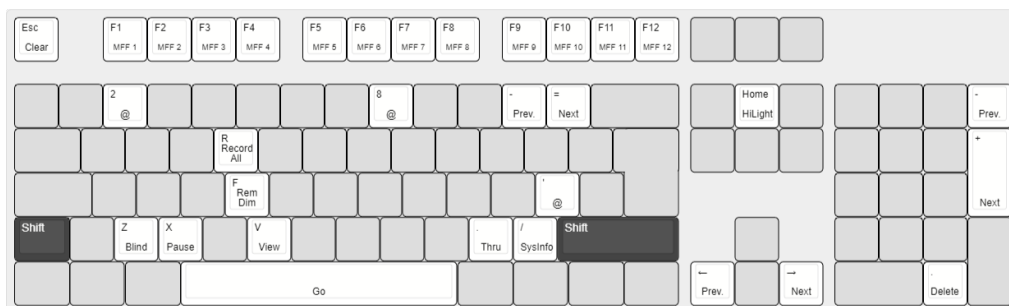 Esc
Clear
F1
MFF 1
F2
MFF 2
F3
MFF 3
F4
MFF 4
F5
MFF 5
F6
MFF 6
F7
MFF 7
F8
MFF 8
F9
MFF 9
F10
MFF 10
F11
MFF 11
F12
MFF 12
2
@
8
@
-
Prev.
=
Next
Home
HiLight
-
Prev.
R
Record
All
+
Next
F
Rem
Dim
'
@
Shift
Z
Blind
X
Pause
V
View
.
Thru
/
SysInfo
Shift
Go
←
Prev.
→
Next
.
Delete